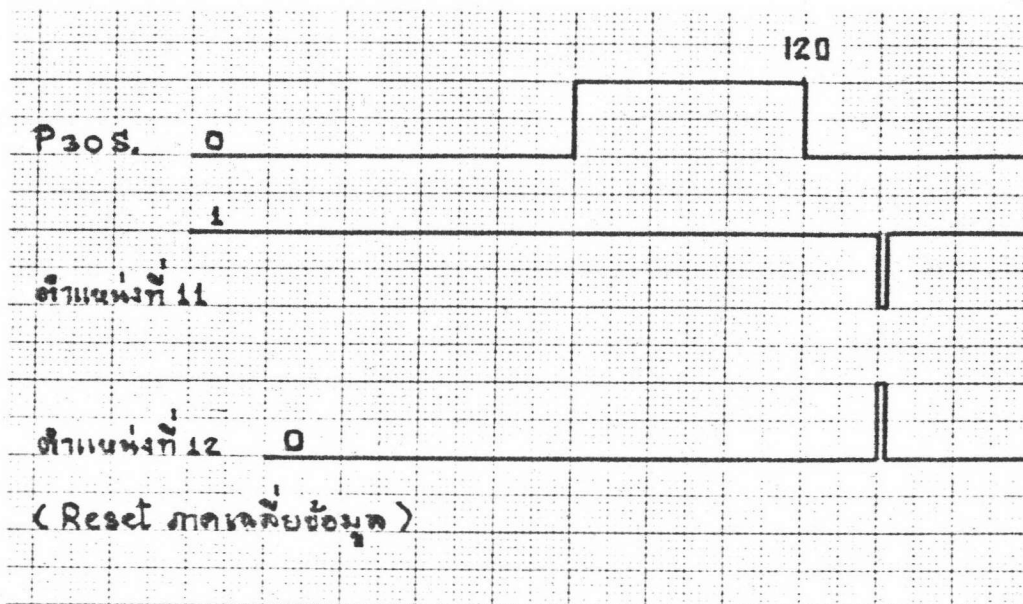 120
P30S. 0
1
ตำแหน่งที่ 11
ตำแหน่งที่ 12 0
(Reset ภาคเฉลี่ยข้อมูล)